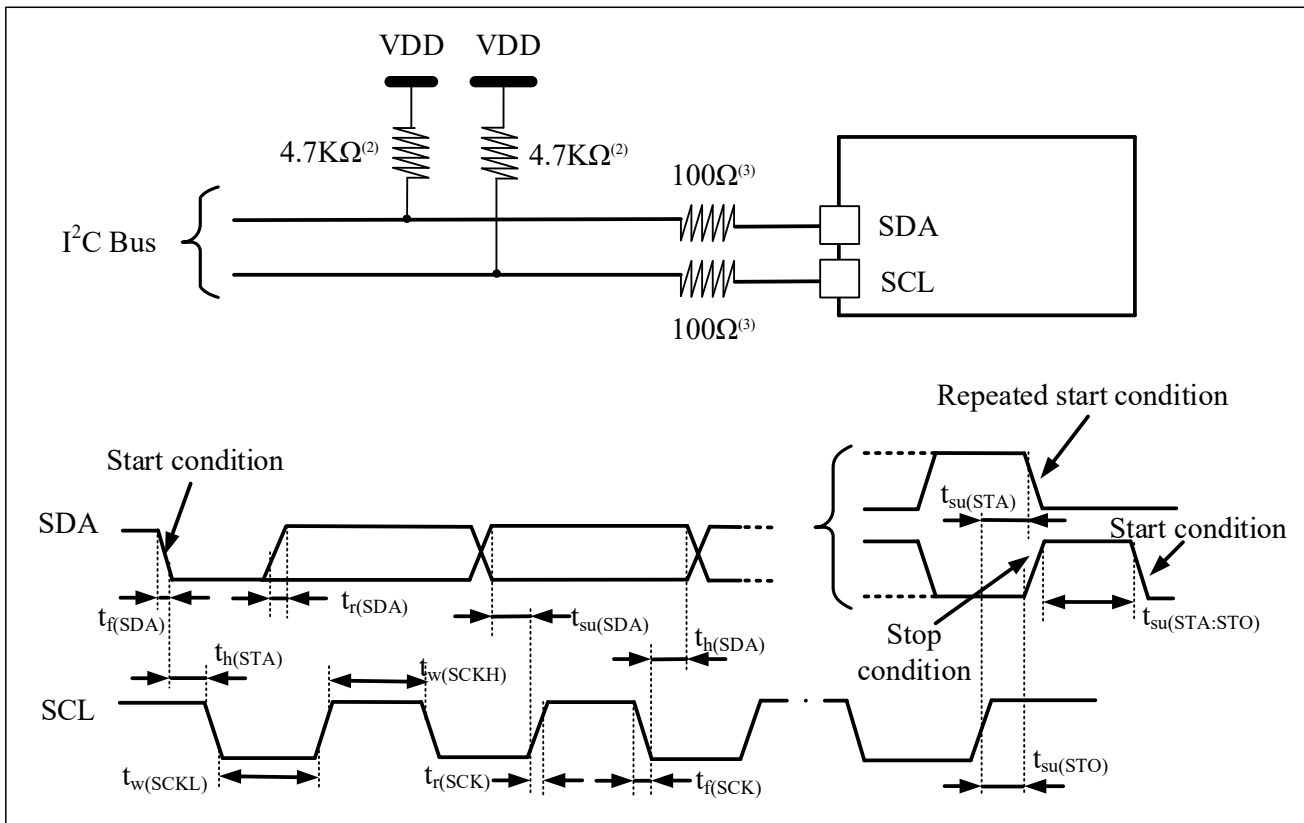 VDD VDD
4.7KΩ(2) 4.7KΩ(2)
100Ω(3)
I2C Bus
SDA
SCL
100Ω(3)
Repeated start condition
Start condition
tsu(STA)
SDA
Start condition
tf(SDA)
tr(SDA)
tsu(SDA)
th(SDA)
Stop
condition
tsu(STA:STO)
th(STA)
tw(SCKH)
SCL
tw(SCKL)
tr(SCK)
tf(SCK)
tsu(STO)